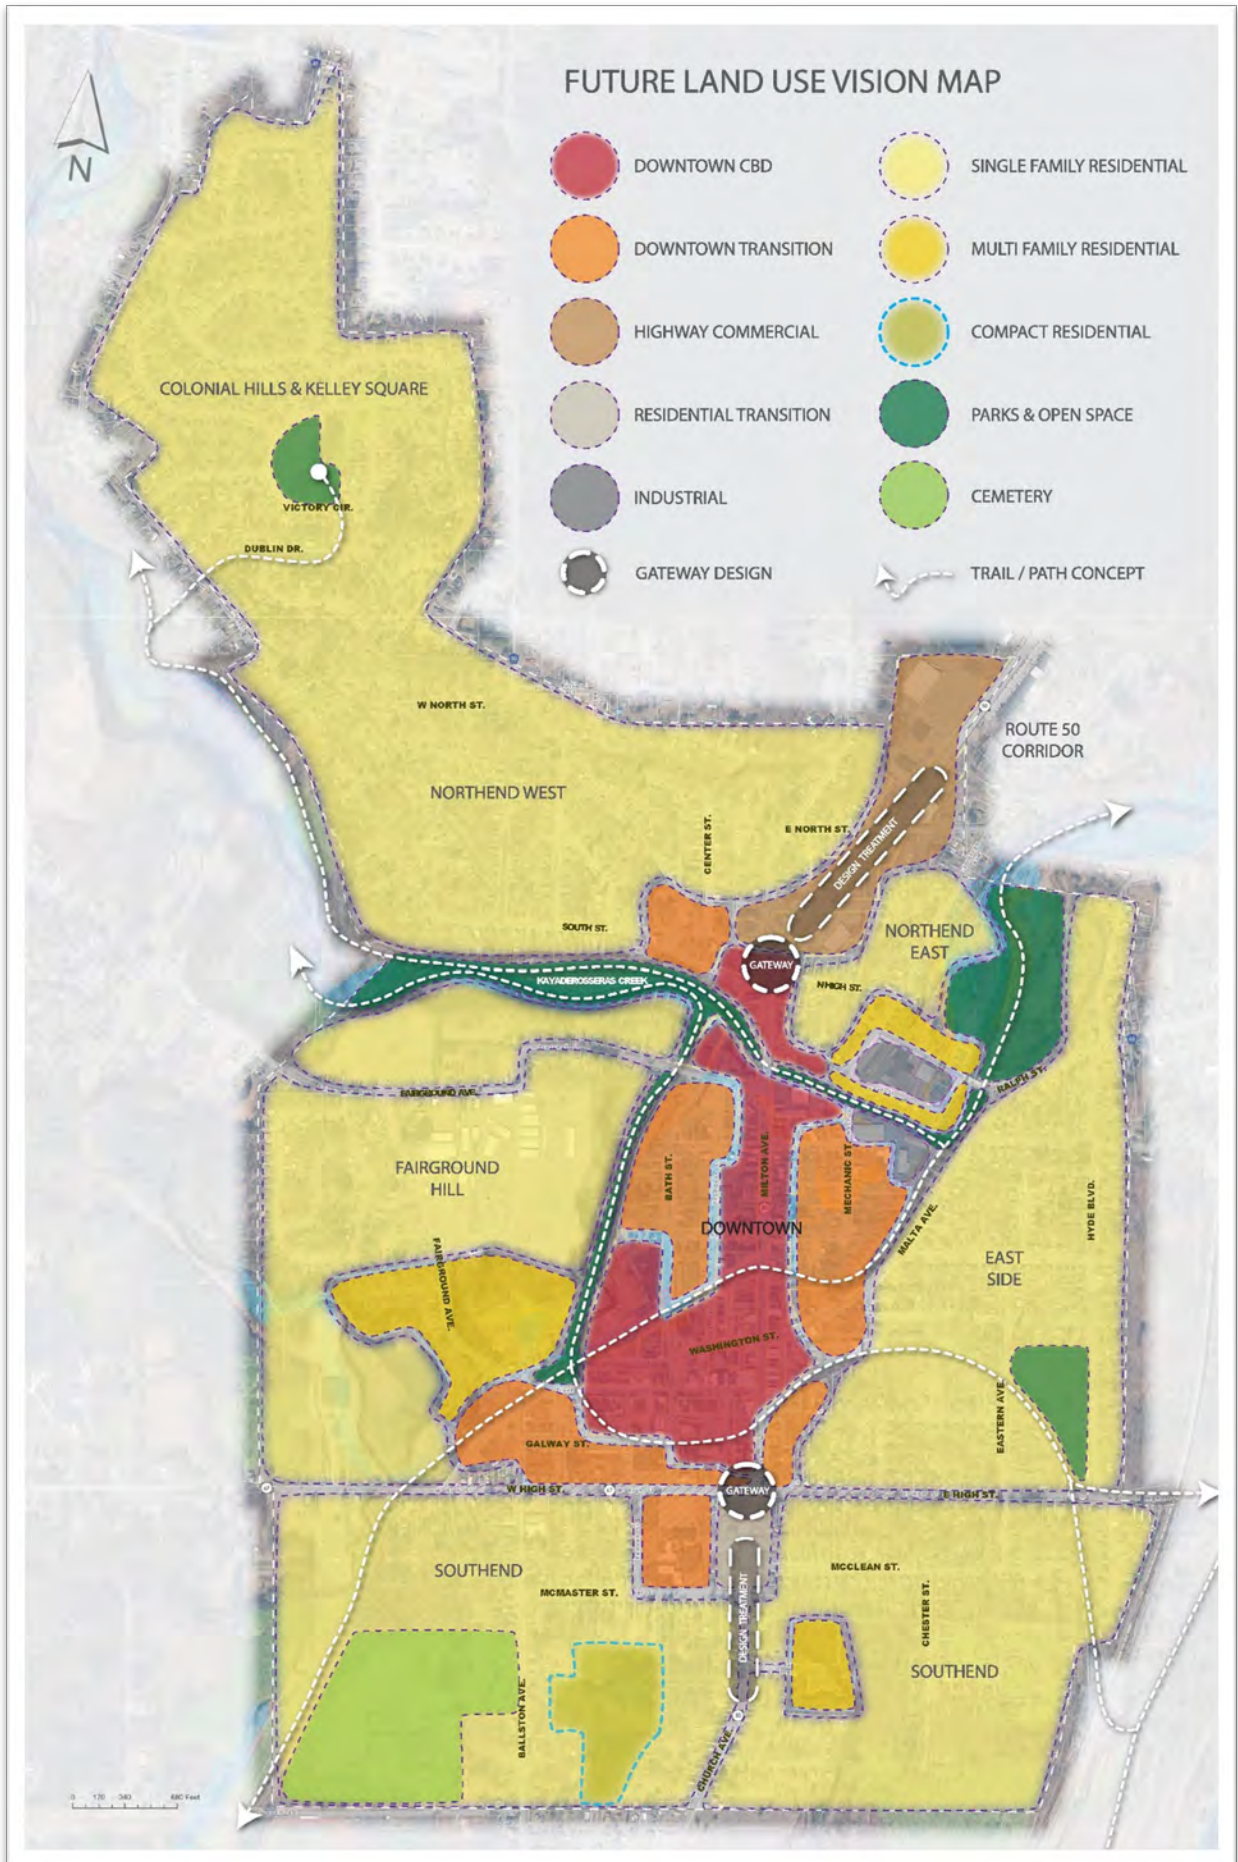 FUTURE LAND USE VISION MAP
N
DOWNTOWN CBD
SINGLE FAMILY RESIDENTIAL
DOWNTOWN TRANSITION
MULTI FAMILY RESIDENTIAL
HIGHWAY COMMERCIAL
COMPACT RESIDENTIAL
RESIDENTIAL TRANSITION
PARKS & OPEN SPACE
INDUSTRIAL
CEMETERY
GATEWAY DESIGN
TRAIL / PATH CONCEPT
COLONIAL HILLS & KELLEY SQUARE
VICTORY CIR.
DUBLIN DR.
W NORTH ST.
ROUTE 50
CORRIDOR
NORTHEND WEST
CENTER ST.
E NORTH ST.
DESIGN TREATMENT
SOUTH ST.
NORTHEND
EAST
GATEWAY
KAYADEROSSERAS CREEK
N HIGH ST.
RALPH ST.
FAIRGROUND AVE.
FAIRGROUND
HILL
BATH ST.
MILTON AVE.
MECHANIC ST.
HYDE BLVD.
DOWNTOWN
MALTA AVE.
EAST
SIDE
FAIRGROUND AVE.
WASHINGTON ST.
EASTERN AVE.
GALWAY ST.
W HIGH ST.
GATEWAY
E HIGH ST.
SOUTHEND
MCMASTER ST.
MCCLEAN ST.
DESIGN TREATMENT
CHESTER ST.
SOUTHEND
BALLSTON AVE.
CHURCH AVE.
0 170 340 680 Feet